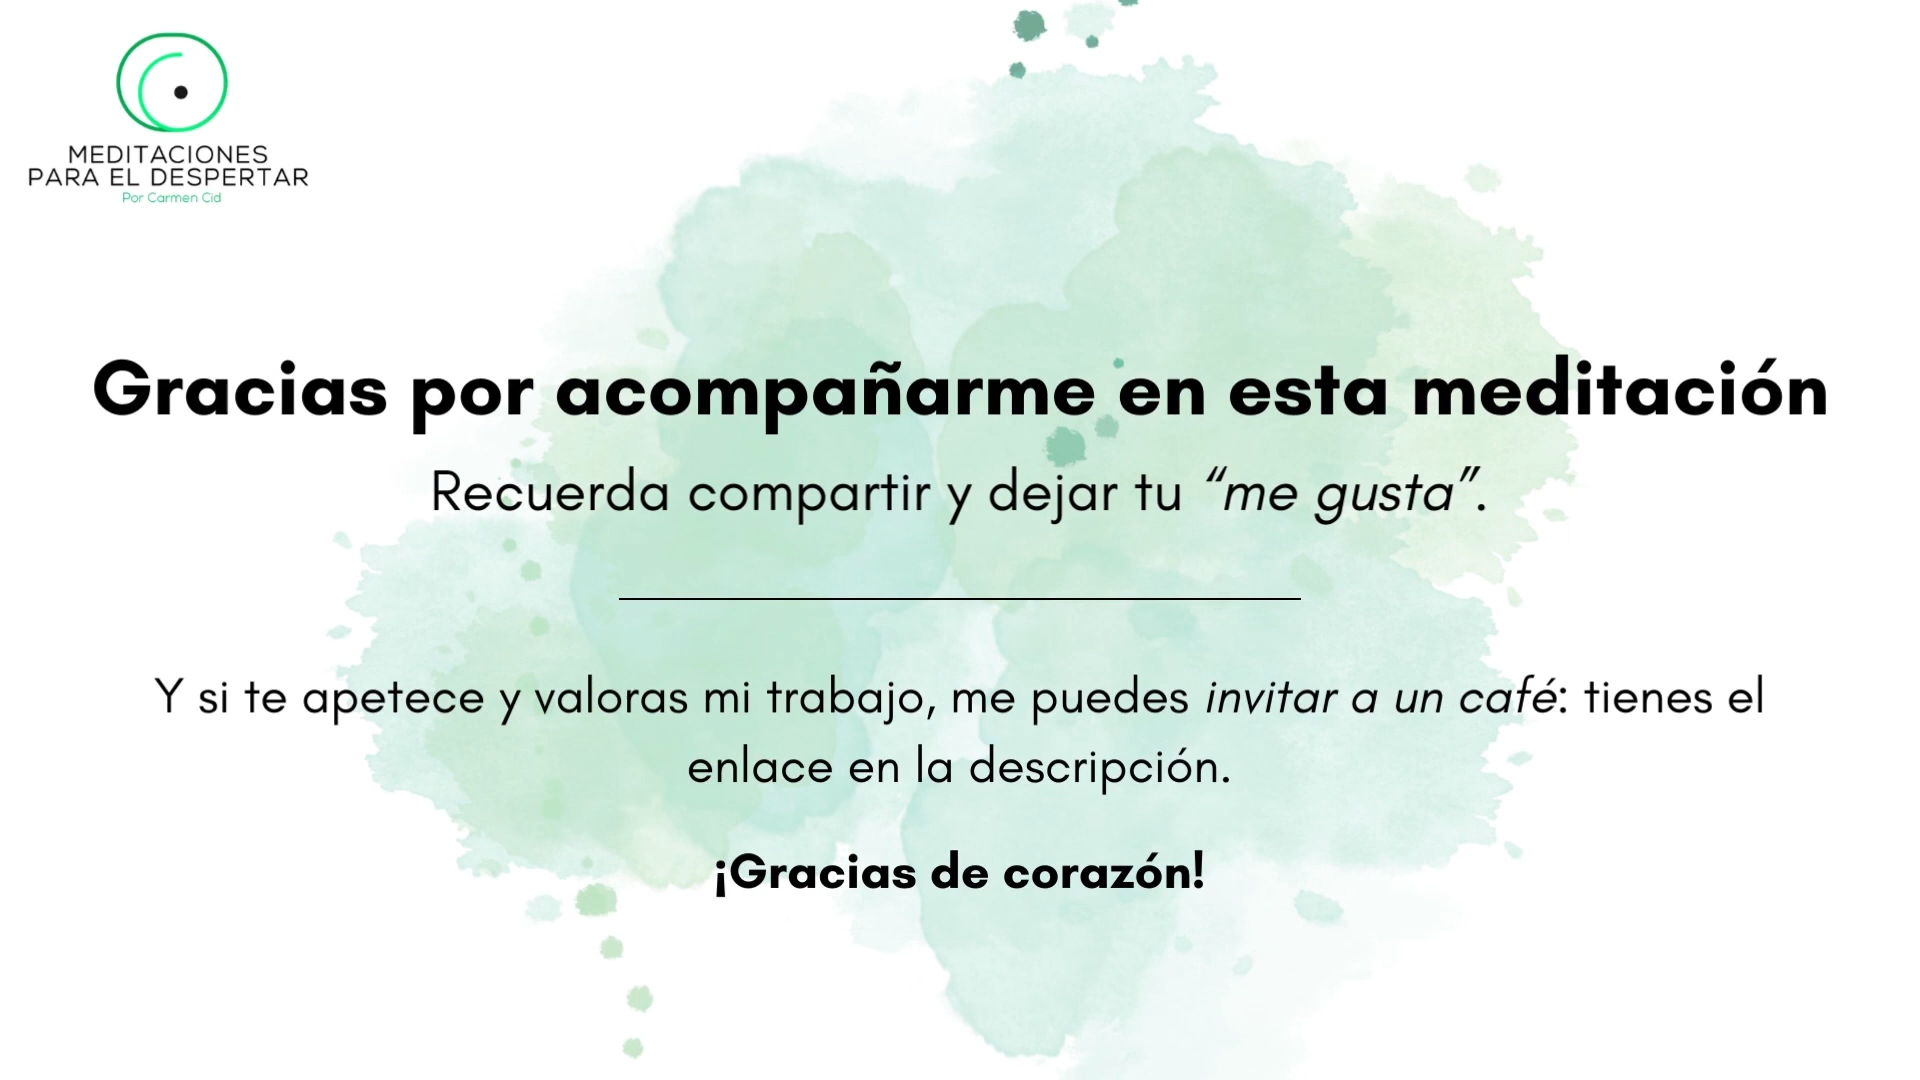 MEDITACIONES
PARA EL DESPERTAR
Por Carmen Cid
Gracias por acompañarme en esta meditación
Recuerda compartir y dejar tu “me gusta”.
Y si te apetece y valoras mi trabajo, me puedes invitar a un café: tienes el
enlace en la descripción.
¡Gracias de corazón!